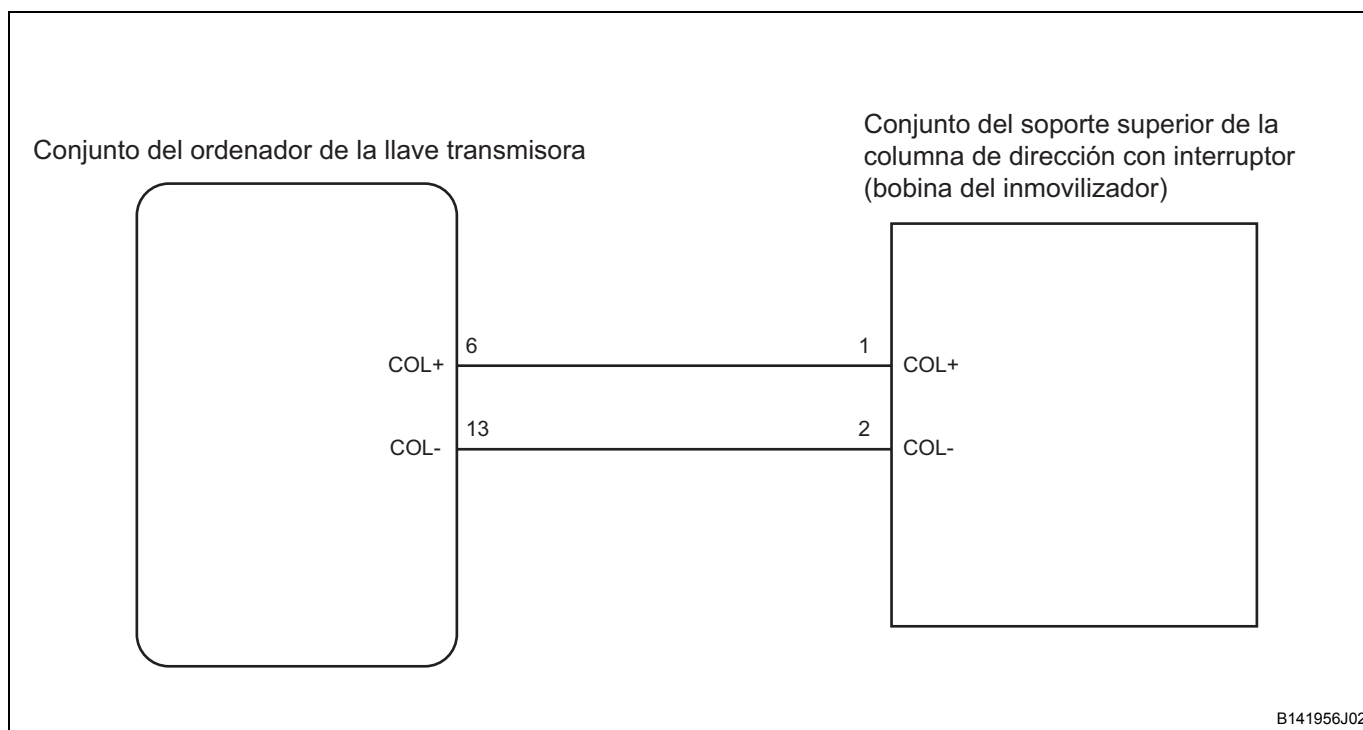 Conjunto del ordenador de la llave transmisora
Conjunto del soporte superior de la
columna de dirección con interruptor
(bobina del inmovilizador)
COL+ 6 1 COL+
COL- 13 2 COL-
B141956J02